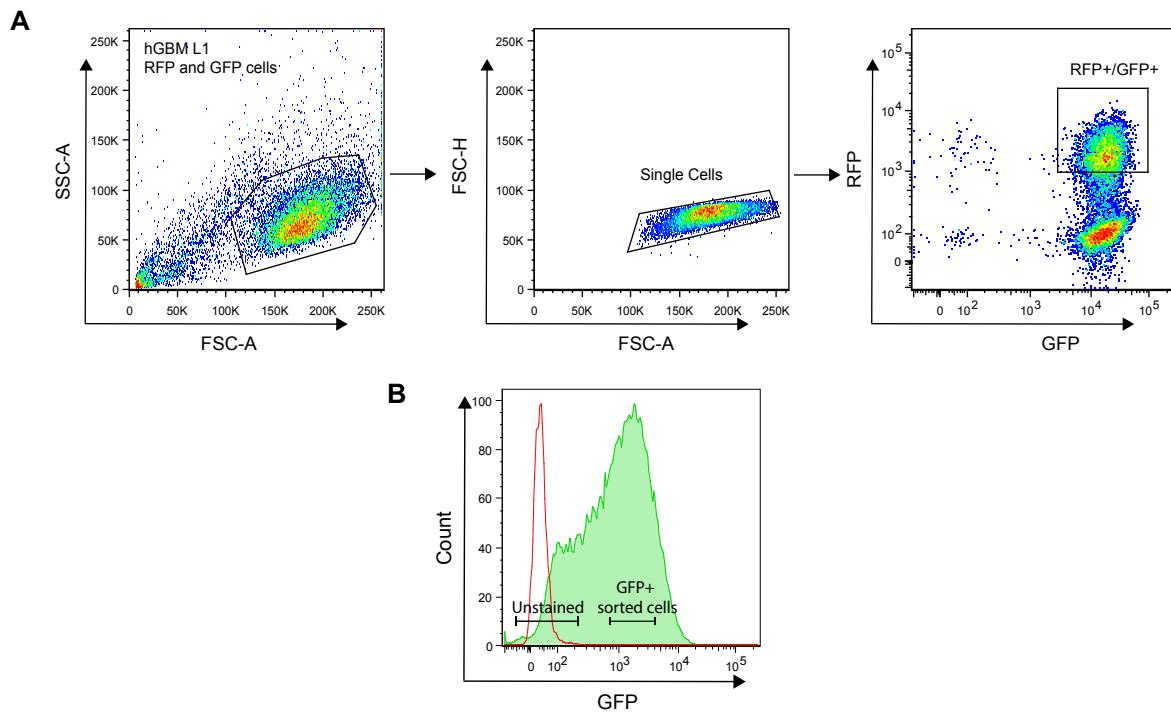 A
hGBM L1
RFP and GFP cells
SSC-A
250K
200K
150K
100K
50K
0
0 50K 100K 150K 200K 250K
FSC-A
Single Cells
FSC-H
250K
200K
150K
100K
50K
0
0 50K 100K 150K 200K 250K
FSC-A
RFP+/GFP+
RFP
10⁵
10⁴
10³
10²
0
0 10² 10³ 10⁴ 10⁵
GFP
B
Count
100
80
60
40
20
0
GFP+
Unstained sorted cells
0 10² 10³ 10⁴ 10⁵
GFP